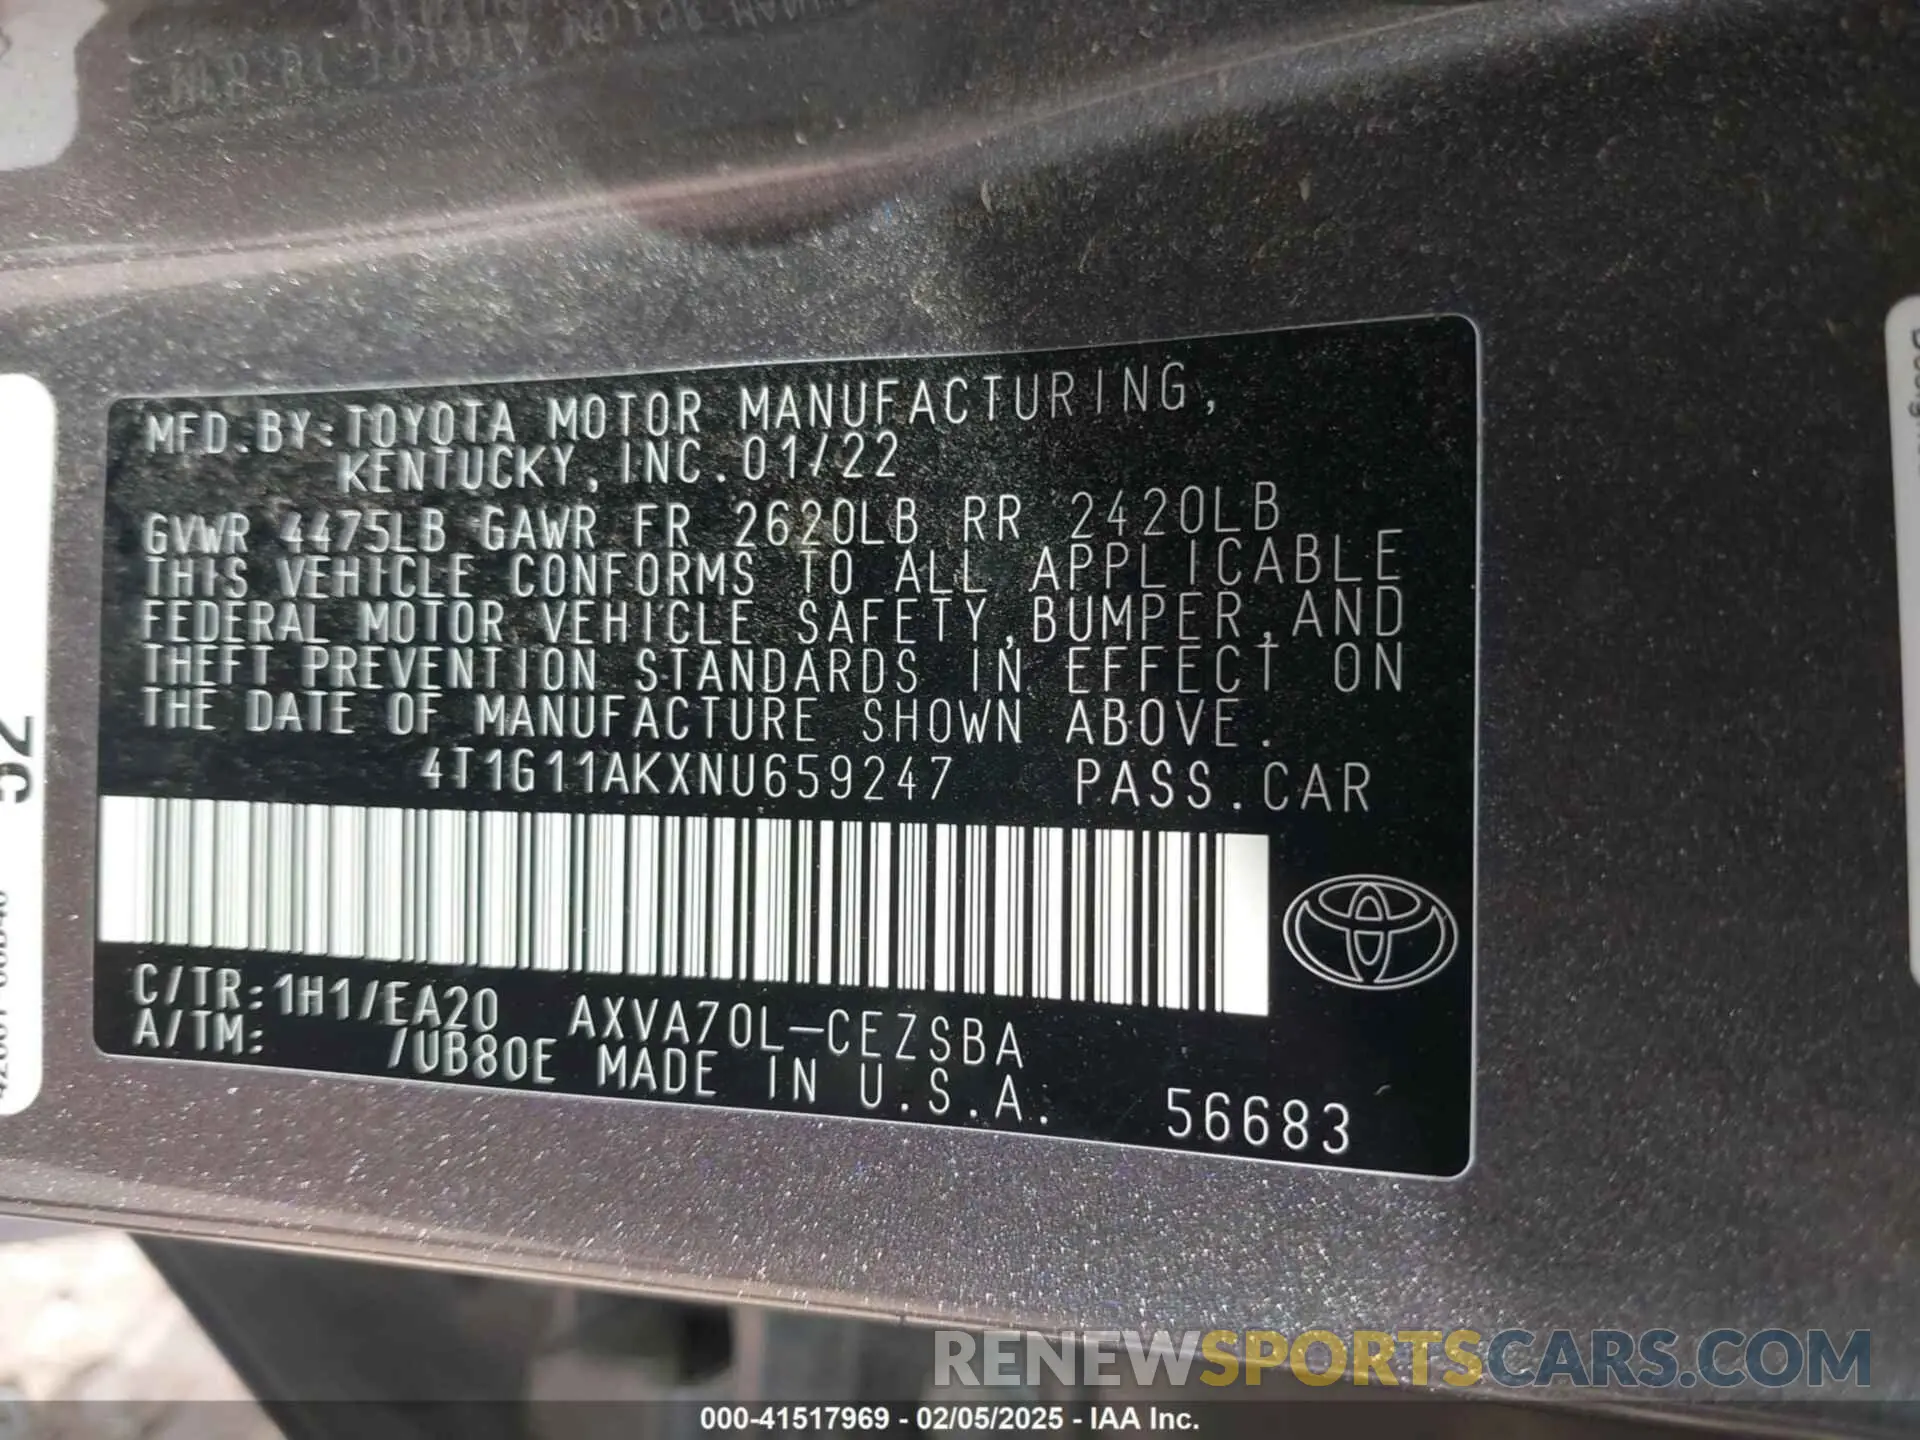 MFD.BY:TOYOTA MOTOR MANUFACTURING,
KENTUCKY, INC.01/22
GVWR 4475LB GAWR FR 2620LB RR 2420LB
THIS VEHICLE CONFORMS TO ALL APPLICABLE
FEDERAL MOTOR VEHICLE SAFETY,BUMPER,AND
THEFT PREVENTION STANDARDS IN EFFECT ON
THE DATE OF MANUFACTURE SHOWN ABOVE.
4T1G11AKXNU659247 PASS.CAR
C/TR:1H1/EA20 AXVA70L-CEZSBA
A/TM: /UB80E MADE IN U.S.A.
56683
52
RENEWSPORTSCARS.COM
000-41517969 - 02/05/2025 - IAA Inc.